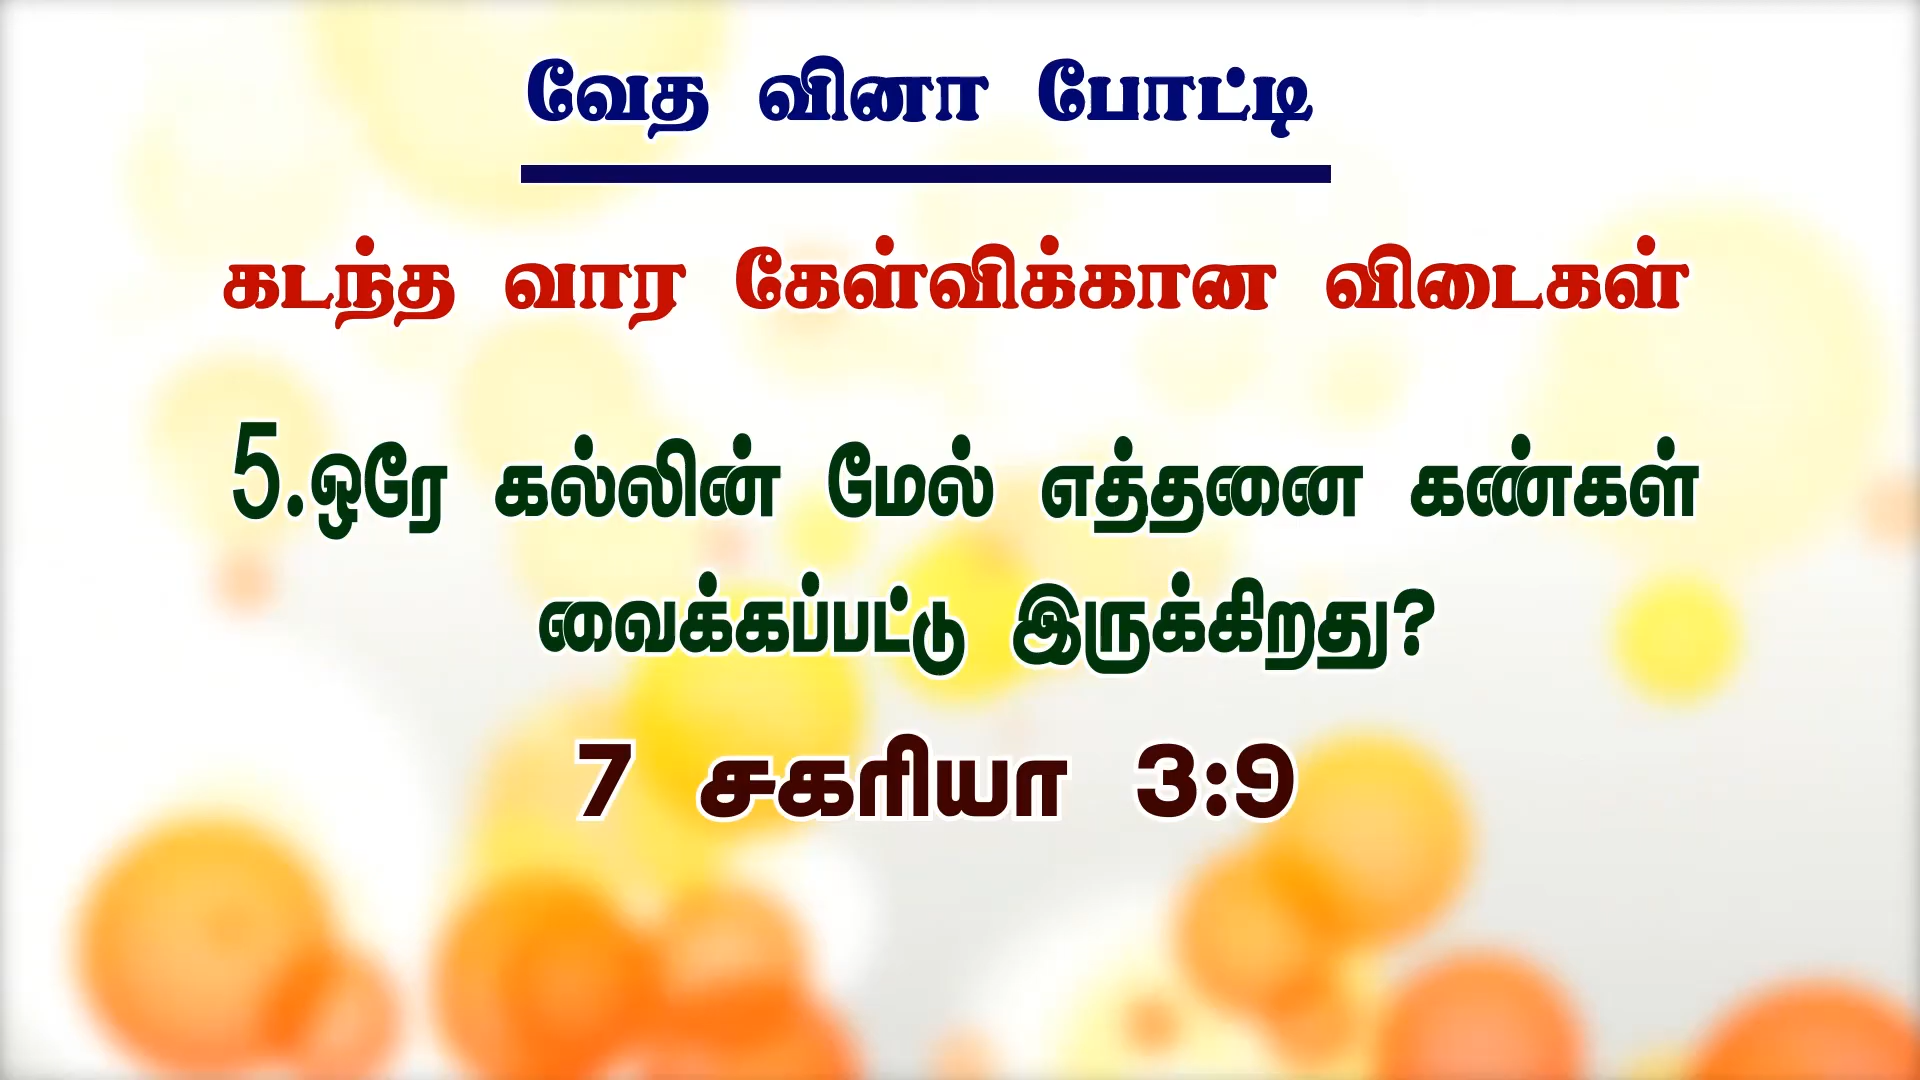 வேத வினா போட்டி
கடந்த வார கேள்விக்கான விடைகள்
5.ஒரே கல்லின் மேல் எத்தனை கண்கள்
வைக்கப்பட்டு இருக்கிறது?
7 சகரியா 3:9